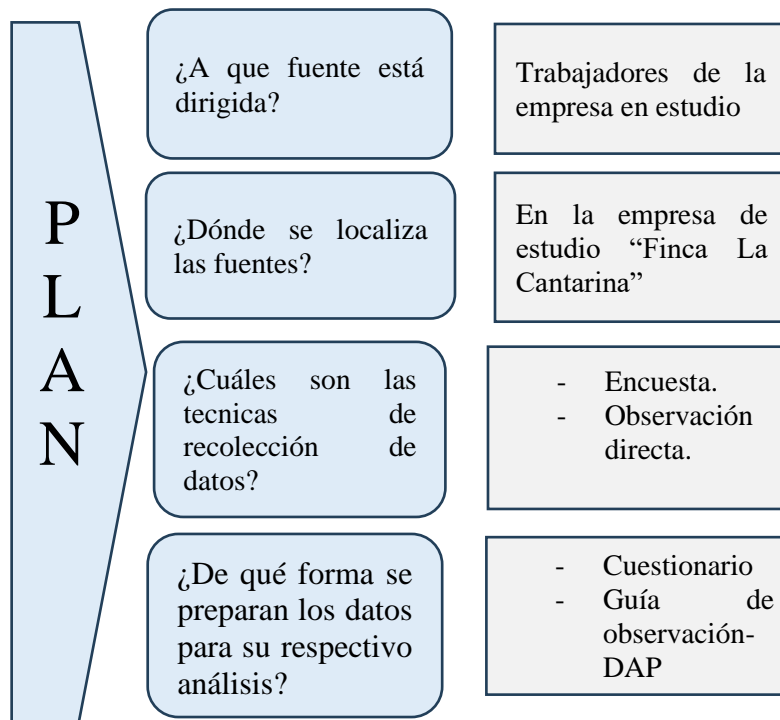 PLAN
¿A que fuente está
dirigida?
Trabajadores de la
empresa en estudio
¿Dónde se localiza
las fuentes?
En la empresa de
estudio “Finca La
Cantarina”
¿Cuáles son las
tecnicas de
recolección de
datos?
- Encuesta.
- Observación
directa.
¿De qué forma se
preparan los datos
para su respectivo
análisis?
- Cuestionario
- Guía de
observación-
DAP